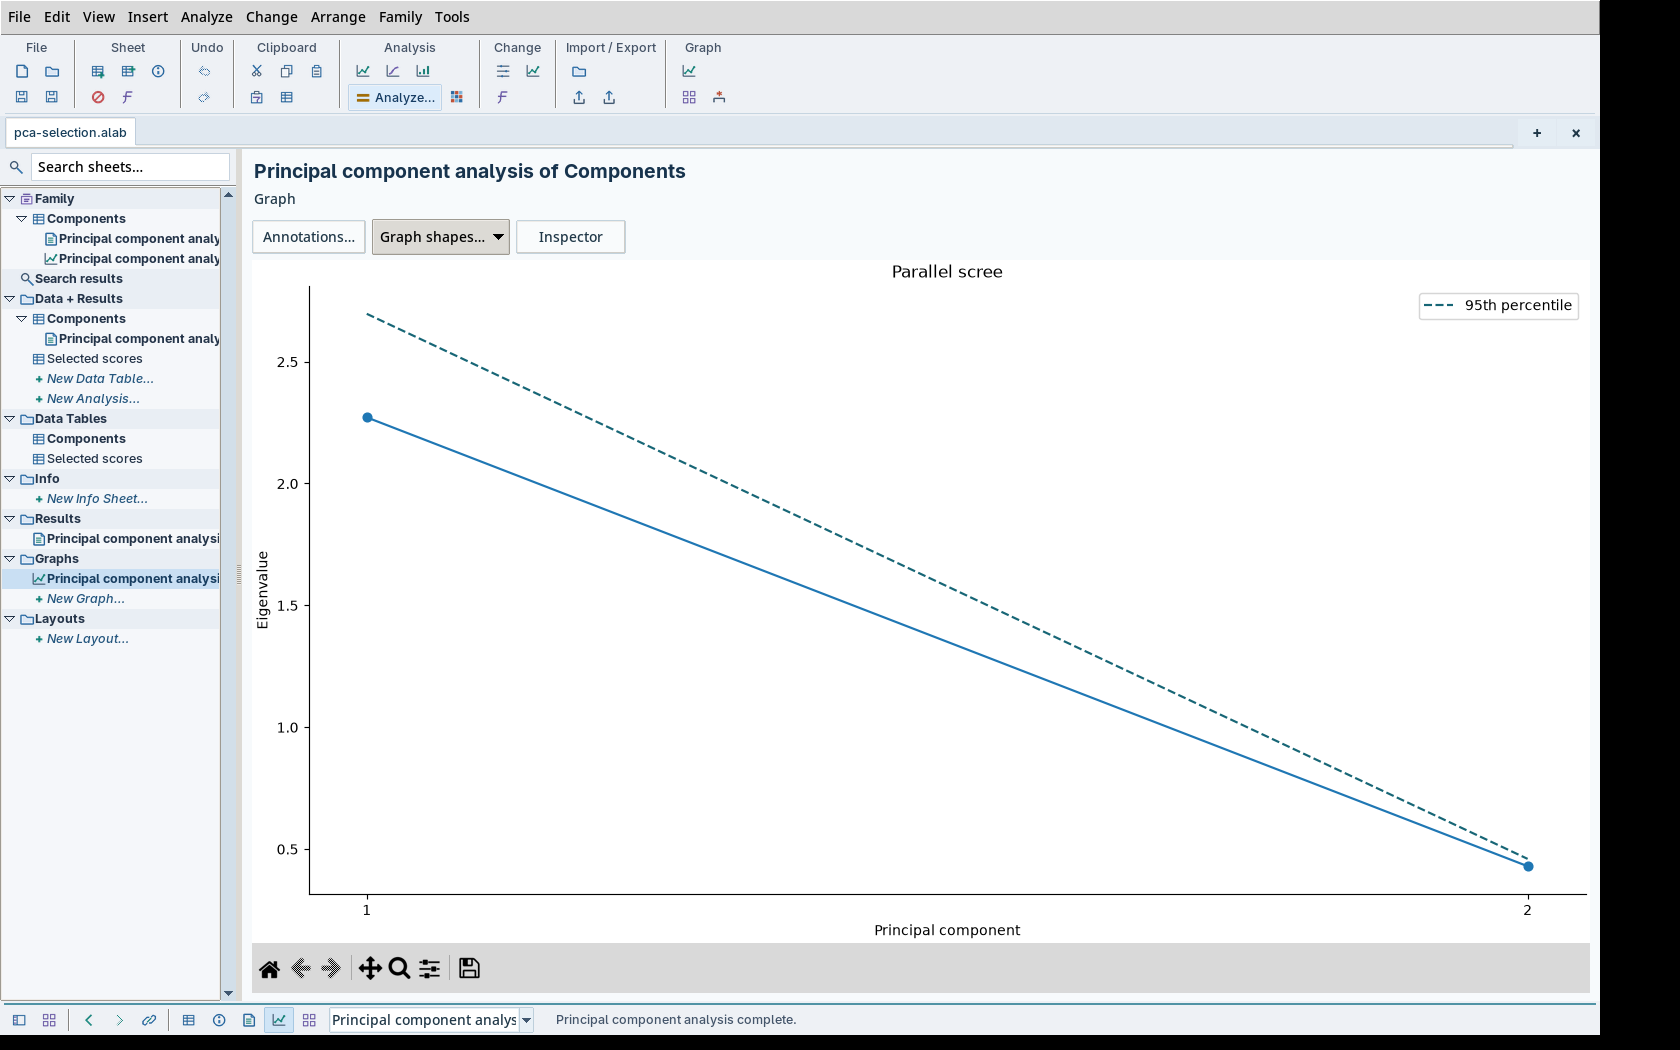 File Edit View Insert Analyze Change Arrange Family Tools
File Sheet Undo Clipboard Analysis Change Import / Export Graph
Analyze...
pca-selection.alab
Search sheets...
Family
Components
Principal component analy
Principal component analy
Search results
Data + Results
Components
Principal component analy
Selected scores
New Data Table...
New Analysis...
Data Tables
Components
Selected scores
Info
New Info Sheet...
Results
Principal component analysi
Graphs
Principal component analysi
New Graph...
Layouts
New Layout...
Principal component analysis of Components
Graph
Annotations... Graph shapes... Inspector
Parallel scree
95th percentile
2.5
2.0
1.5
1.0
0.5
Eigenvalue
1 2
Principal component
Principal component analys
Principal component analysis complete.